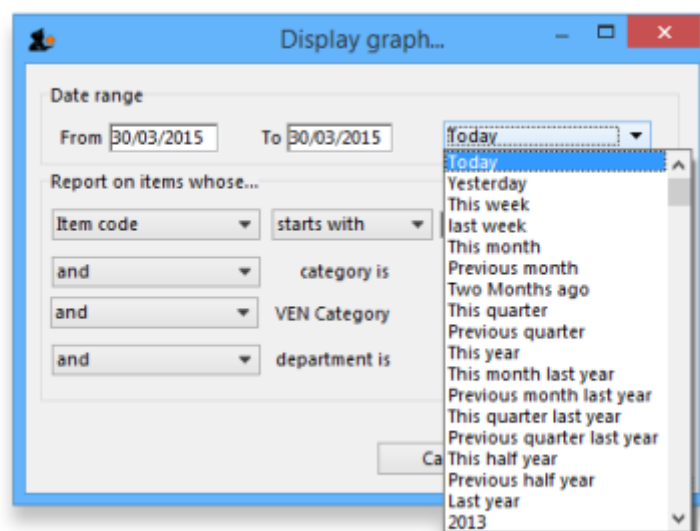 Display graph...
Date range
From 30/03/2015 To 30/03/2015 Today
Today
Yesterday
This week
last week
This month
Previous month
Two Months ago
This quarter
Previous quarter
This year
This month last year
Previous month last year
This quarter last year
Previous quarter last year
This half year
Previous half year
Last year
2013
Report on items whose...
Item code starts with
and category is
and VEN Category
and department is
Ca